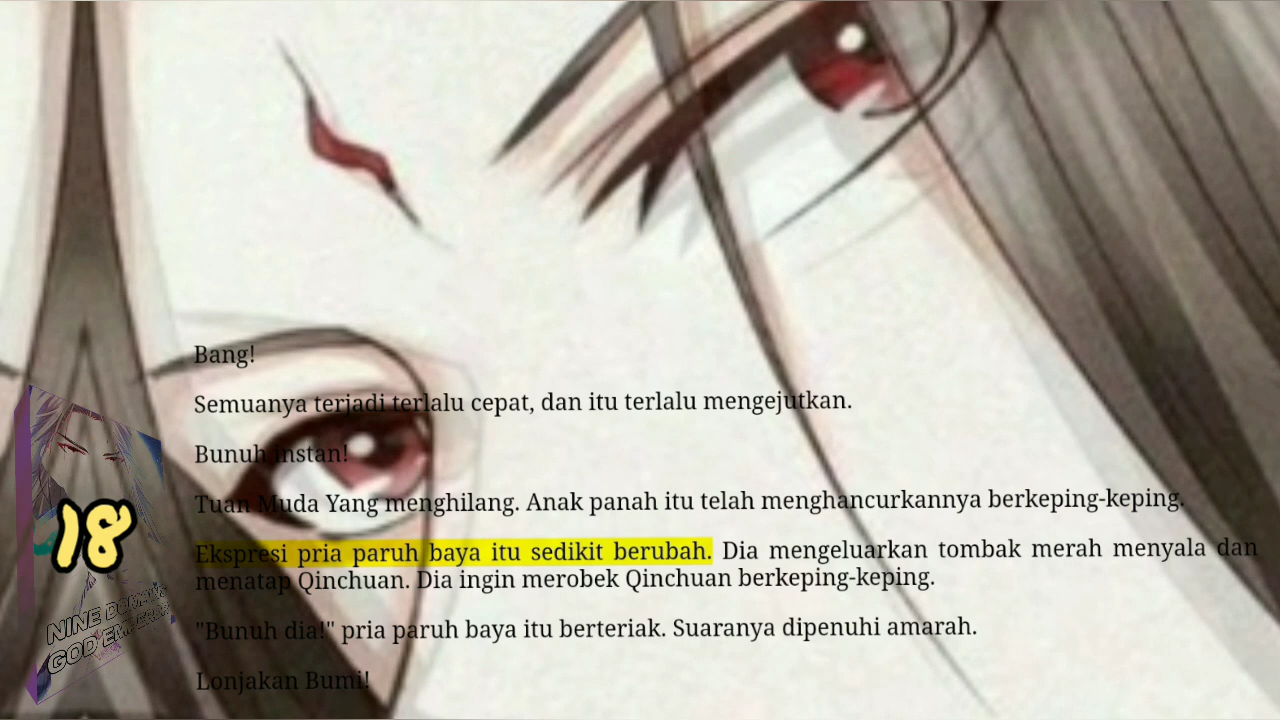 Bang!
Semuanya terjadi terlalu cepat, dan itu terlalu mengejutkan.
Bunuh instan!
Tuan Muda Yang menghilang. Anak panah itu telah menghancurkannya berkeping-keping.
Ekspresi pria paruh baya itu sedikit berubah. Dia mengeluarkan tombak merah menyala dan
menatap Qinchuan. Dia ingin merobek Qinchuan berkeping-keping.
"Bunuh dia!" pria paruh baya itu berteriak. Suaranya dipenuhi amarah.
Lonjakan Bumi!
18
NINE DOMAINS
GOD EMPEROR